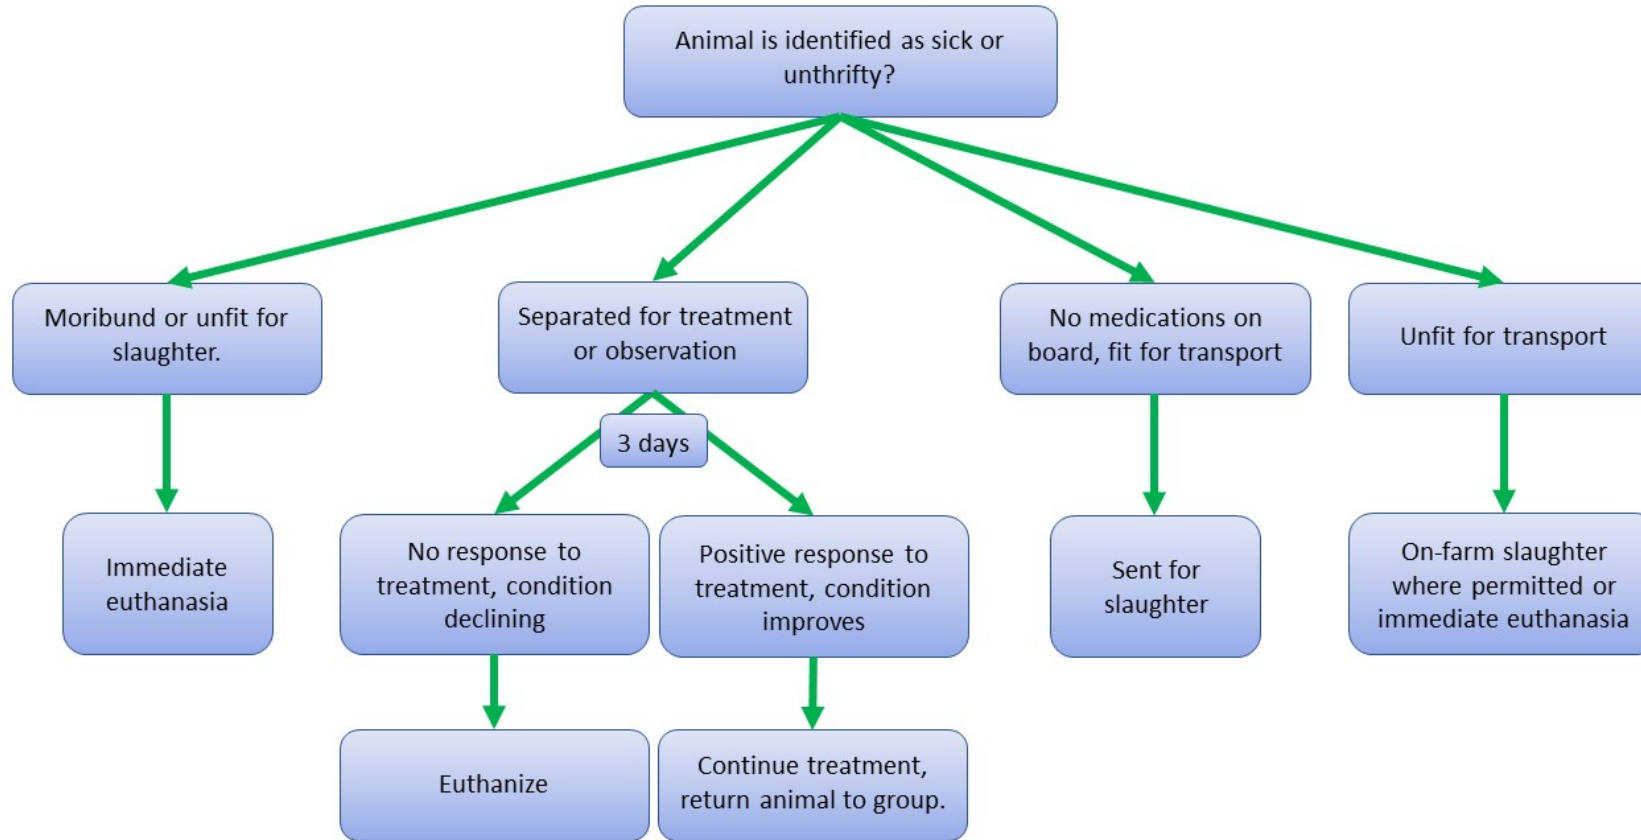 Animal is identified as sick or
unthrifty?
Moribund or unfit for
slaughter.
Separated for treatment
or observation
No medications on
board, fit for transport
Unfit for transport
3 days
Immediate
euthanasia
No response to
treatment, condition
declining
Positive response to
treatment, condition
improves
Sent for
slaughter
On-farm slaughter
where permitted or
immediate euthanasia
Euthanize
Continue treatment,
return animal to group.